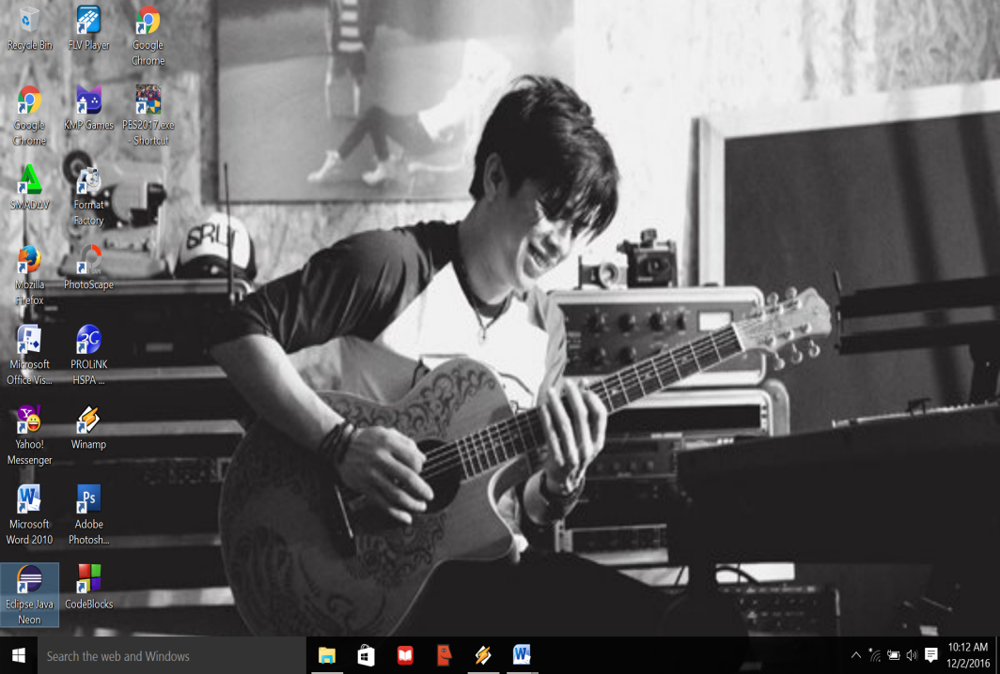 Recycle Bin
FLV Player
Google
Chrome
Google
Chrome
KMP Games
PES2017.exe
- Shortcut
SMADΔV
Format
Factory
Mozilla
Firefox
PhotoScape
Microsoft
Office Vis...
PROLiNK
HSPA ...
Yahoo!
Messenger
Winamp
Microsoft
Word 2010
Adobe
Photosh...
Eclipse Java
Neon
CodeBlocks
Search the web and Windows
10:12 AM
12/2/2016